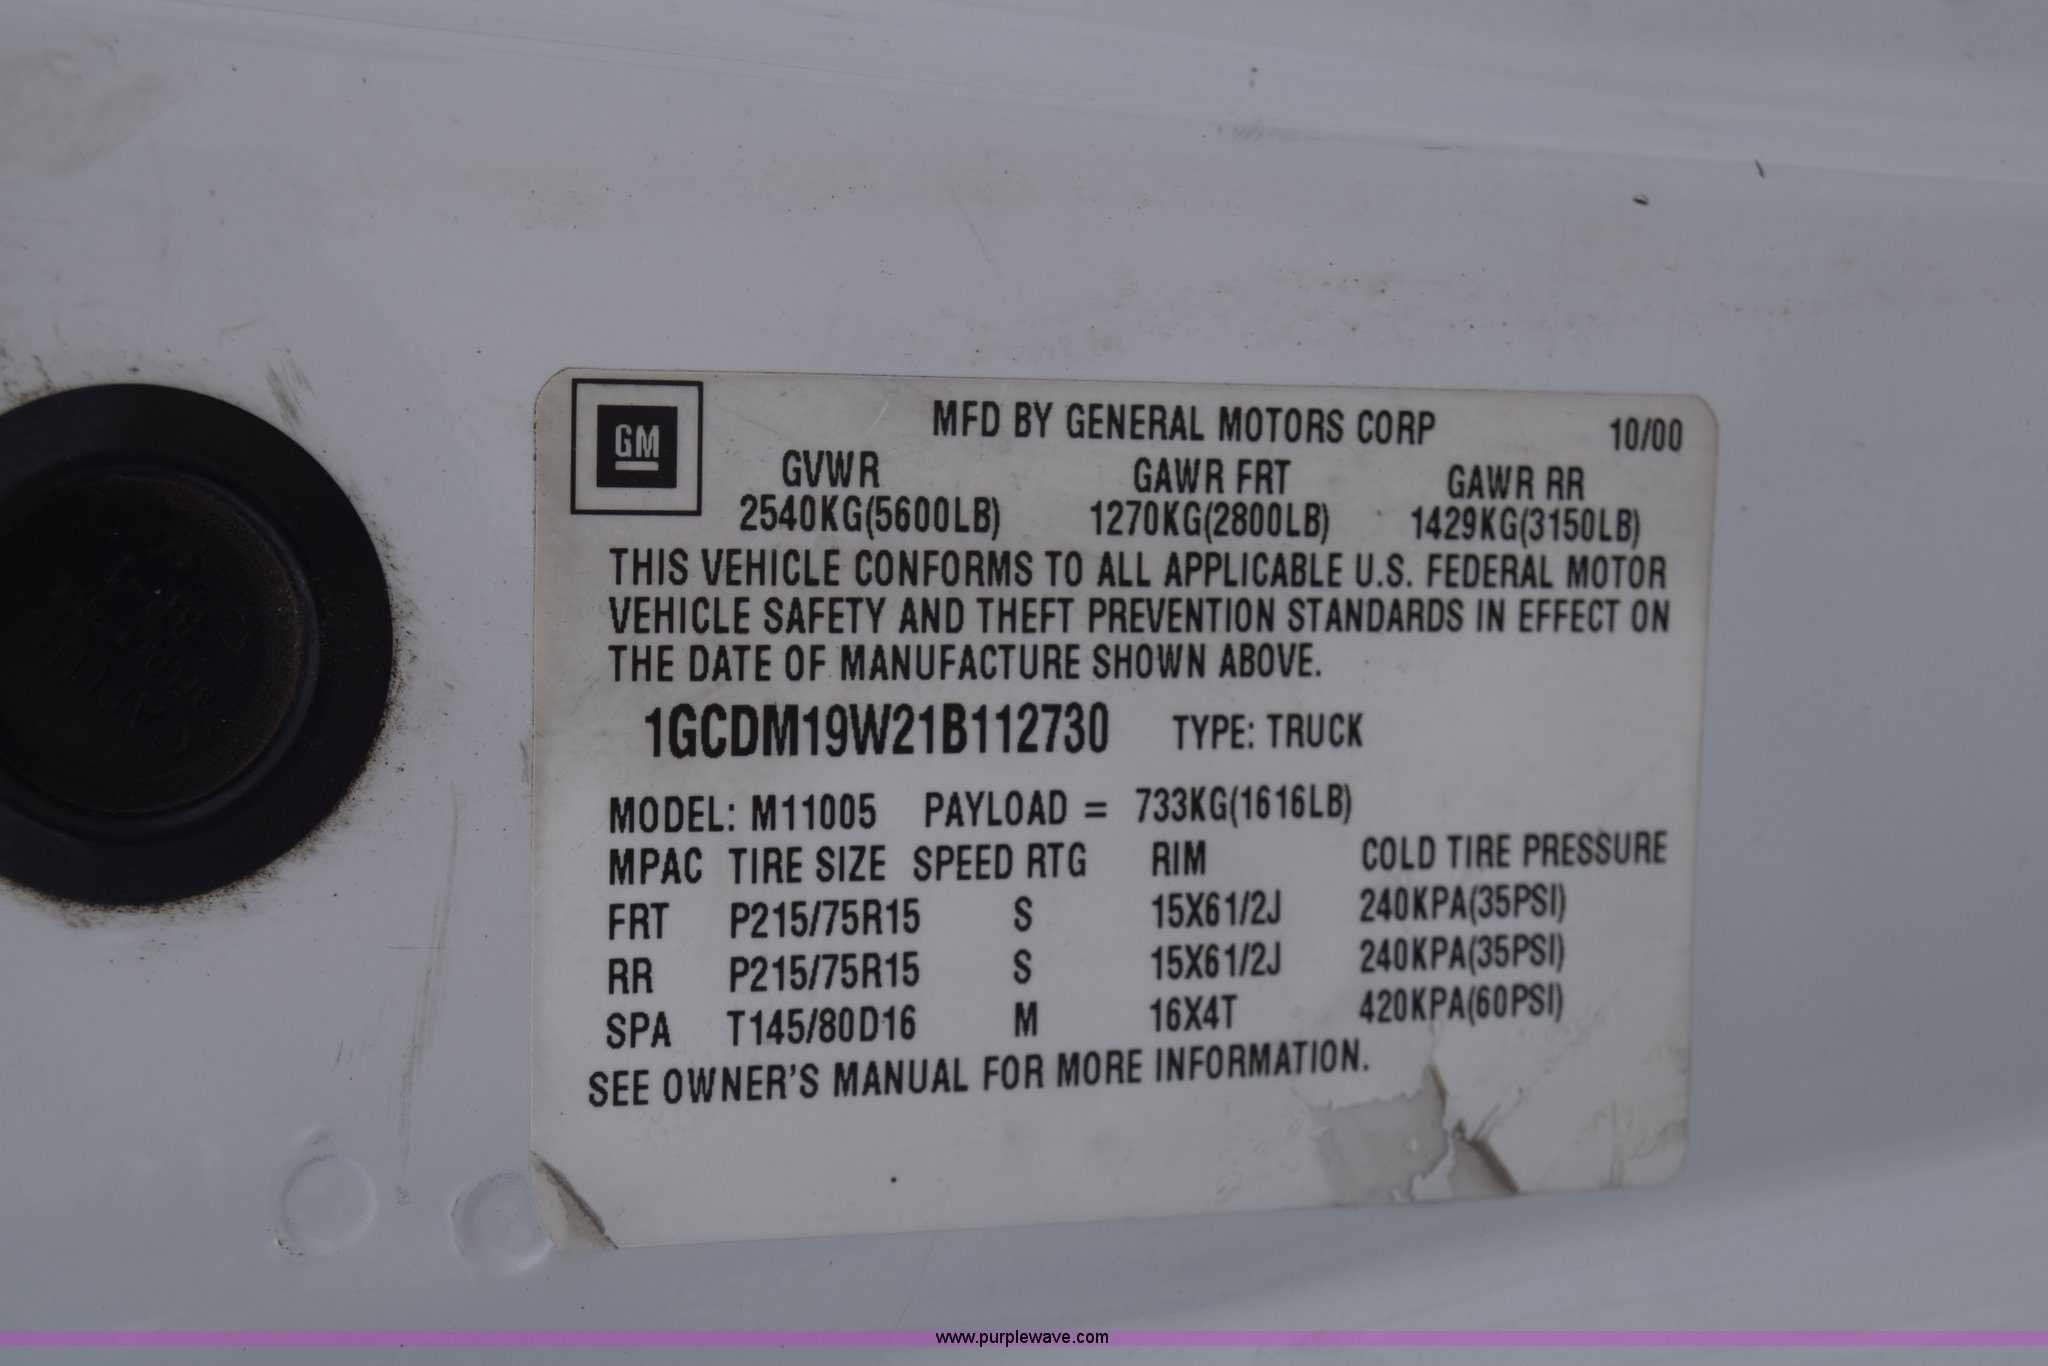 GM
MFD BY GENERAL MOTORS CORP 10/00
GVWR GAWR FRT GAWR RR
2540KG(5600LB) 1270KG(2800LB) 1429KG(3150LB)
THIS VEHICLE CONFORMS TO ALL APPLICABLE U.S. FEDERAL MOTOR
VEHICLE SAFETY AND THEFT PREVENTION STANDARDS IN EFFECT ON
THE DATE OF MANUFACTURE SHOWN ABOVE.
1GCDM19W21B112730 TYPE: TRUCK
MODEL: M11005 PAYLOAD = 733KG(1616LB)
MPAC TIRE SIZE SPEED RTG RIM COLD TIRE PRESSURE
FRT P215/75R15 S 15X61/2J 240KPA(35PSI)
RR P215/75R15 S 15X61/2J 240KPA(35PSI)
SPA T145/80D16 M 16X4T 420KPA(60PSI)
SEE OWNER'S MANUAL FOR MORE INFORMATION.
www.purplewave.com